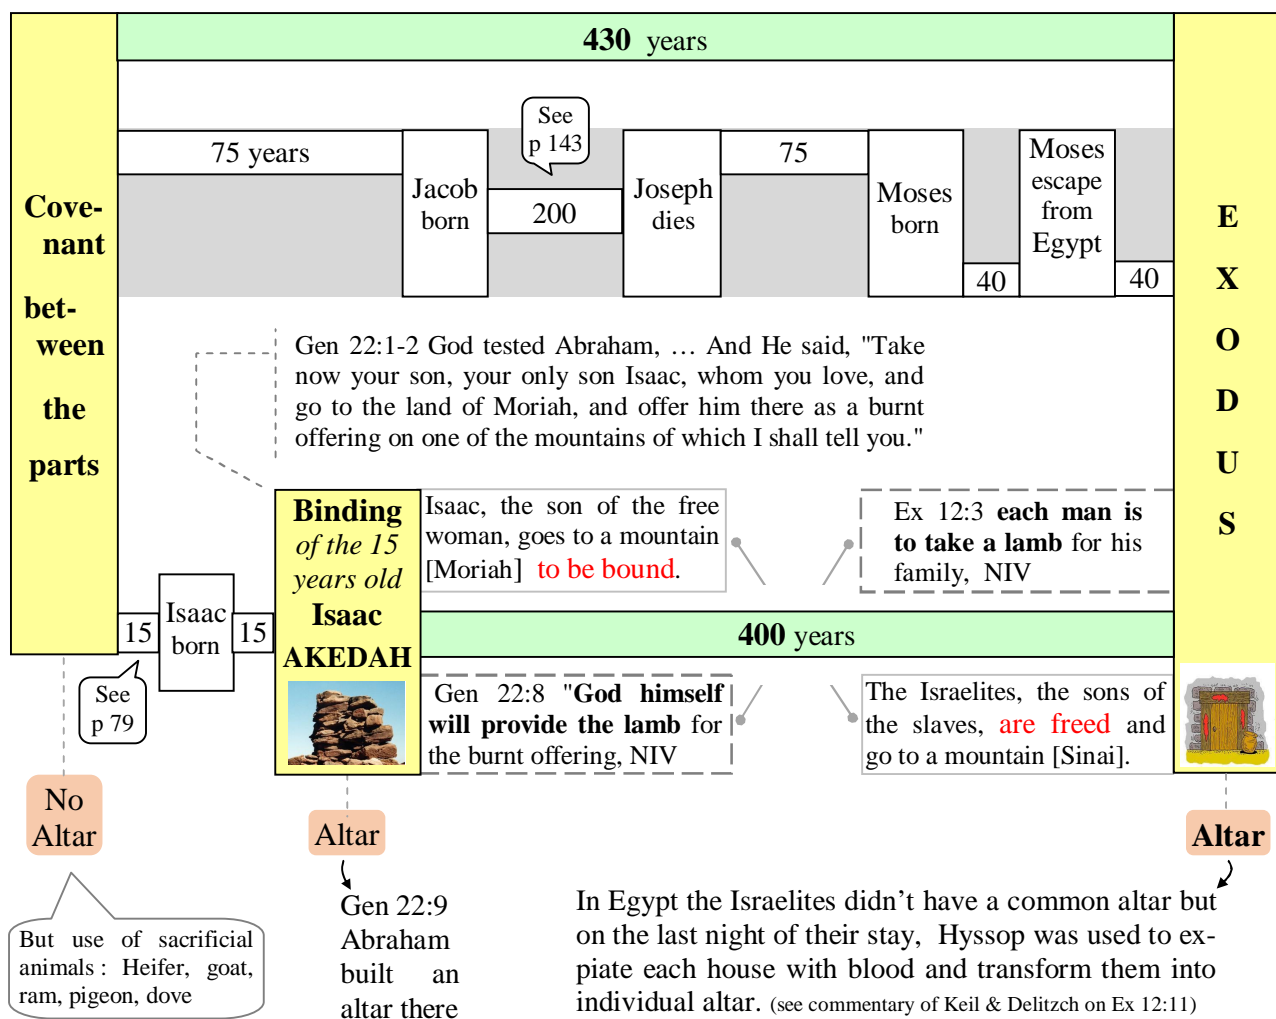 430 years
See
p 143
75 years
Jacob
born
200
Joseph
dies
75
Moses
born
40
Moses
escape
from
Egypt
40
Cove-
nant
bet-
ween
the
parts
E
X
O
D
U
S
Gen 22:1-2 God tested Abraham, … And He said, "Take
now your son, your only son Isaac, whom you love, and
go to the land of Moriah, and offer him there as a burnt
offering on one of the mountains of which I shall tell you."
15
Isaac
born
15
See
p 79
Binding
of the 15
years old
Isaac
AKEDAH
Isaac, the son of the free
woman, goes to a mountain
[Moriah] to be bound.
Ex 12:3 each man is
to take a lamb for his
family, NIV
400 years
Gen 22:8 "God himself
will provide the lamb for
the burnt offering, NIV
The Israelites, the sons of
the slaves, are freed and
go to a mountain [Sinai].
No
Altar
Altar
Altar
But use of sacrificial
animals : Heifer, goat,
ram, pigeon, dove
Gen 22:9
Abraham
built an
altar there
In Egypt the Israelites didn’t have a common altar but
on the last night of their stay, Hyssop was used to ex-
piate each house with blood and transform them into
individual altar. (see commentary of Keil & Delitzch on Ex 12:11)